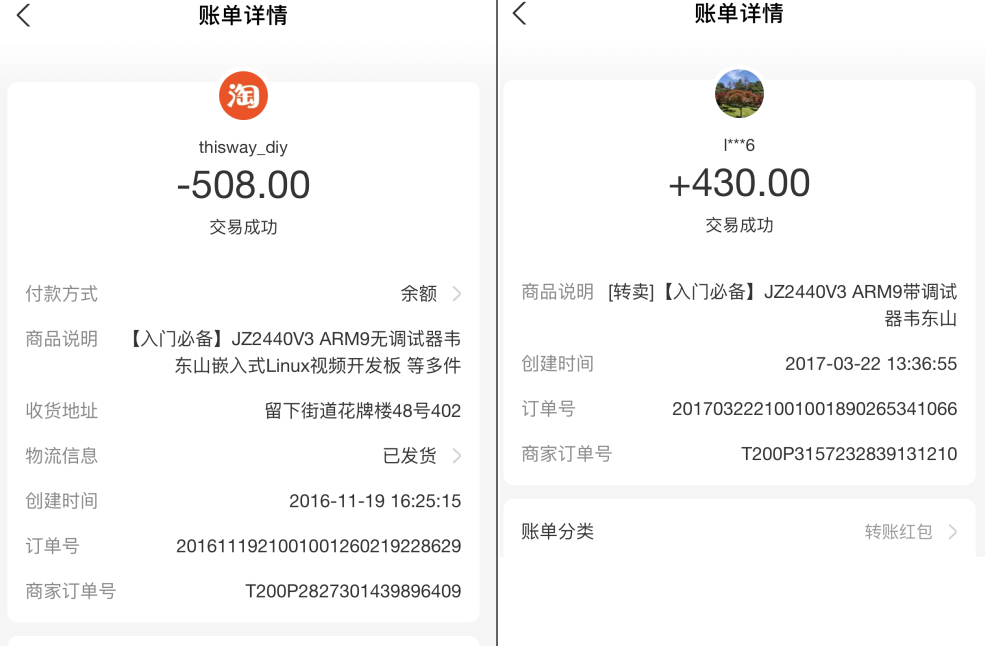 账单详情
淘
thisway_diy
-508.00
交易成功
付款方式 余额
商品说明 【入门必备】JZ2440V3 ARM9无调试器韦
东山嵌入式Linux视频开发板 等多件
收货地址 留下街道花牌楼48号402
物流信息 已发货
创建时间 2016-11-19 16:25:15
订单号 2016111921001001260219228629
商家订单号 T200P2827301439896409
账单详情
l***6
+430.00
交易成功
商品说明 [转卖]【入门必备】JZ2440V3 ARM9带调试
器韦东山
创建时间 2017-03-22 13:36:55
订单号 2017032221001001890265341066
商家订单号 T200P3157232839131210
账单分类 转账红包